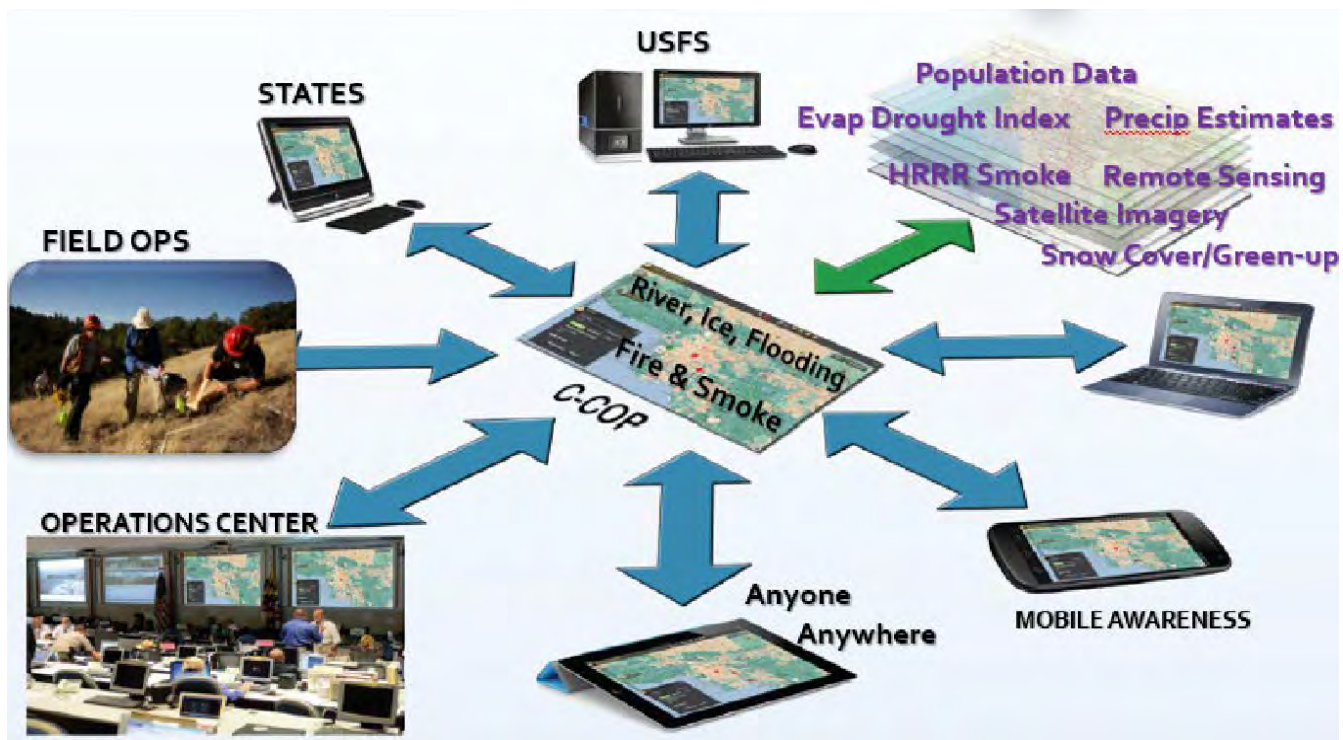 USFS
STATES
Population Data
Evap Drought Index
Precip Estimates
HRRR Smoke
Remote Sensing
Satellite Imagery
Snow Cover/Green-up
FIELD OPS
River, Ice, Flooding
Fire & Smoke
C-COP
OPERATIONS CENTER
Anyone
Anywhere
MOBILE AWARENESS